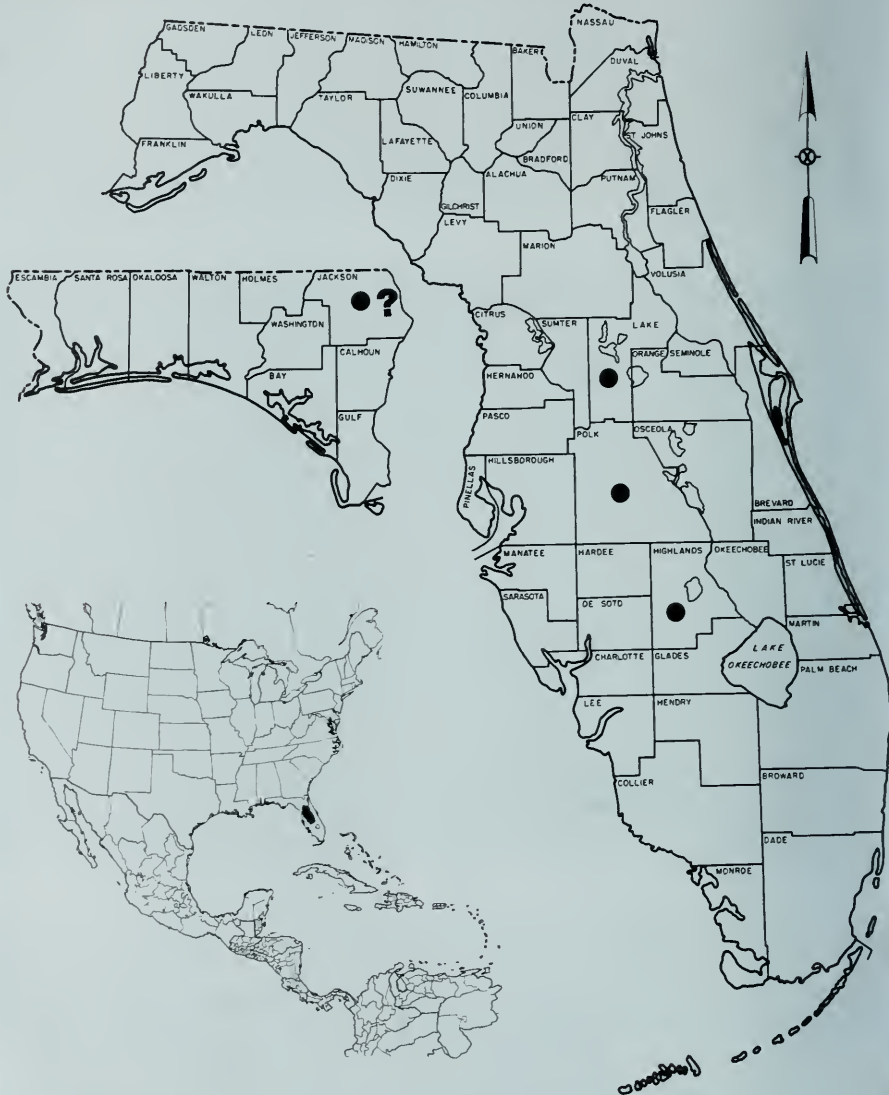 NASSAU
GADSDEN
LEON
JEFFERSON
MADISON
HAMILTON
BAKER
DUVAL
LIBERTY
WAKULLA
TAYLOR
SUWANNEE
COLUMBIA
UNION
CLAY
ST JOHNS
FRANKLIN
LAFAYETTE
BRADFORD
DIXIE
ALACHUA
PUTNAM
GILCHRIST
FLAGLER
LEVY
MARION
VOLUSIA
ESCAMBIA
SANTA ROSA
OKALOOSA
WALTON
HOLMES
JACKSON
?
WASHINGTON
CALHOUN
BAY
GULF
CITRUS
SUMTER
LAKE
ORANGE
SEMINOLE
HERNANDO
PASCO
POLK
OSCEOLA
HILLSBOROUGH
PINELLAS
BREVARD
INDIAN RIVER
MANATEE
HARDEE
HIGHLANDS
OKEECHOBEE
ST LUCIE
SARASOTA
DE SOTO
MARTIN
CHARLOTTE
GLADES
LAKE
OKEECHOBEE
PALM BEACH
LEE
HENDRY
COLLIER
BROWARD
DADE
MONROE